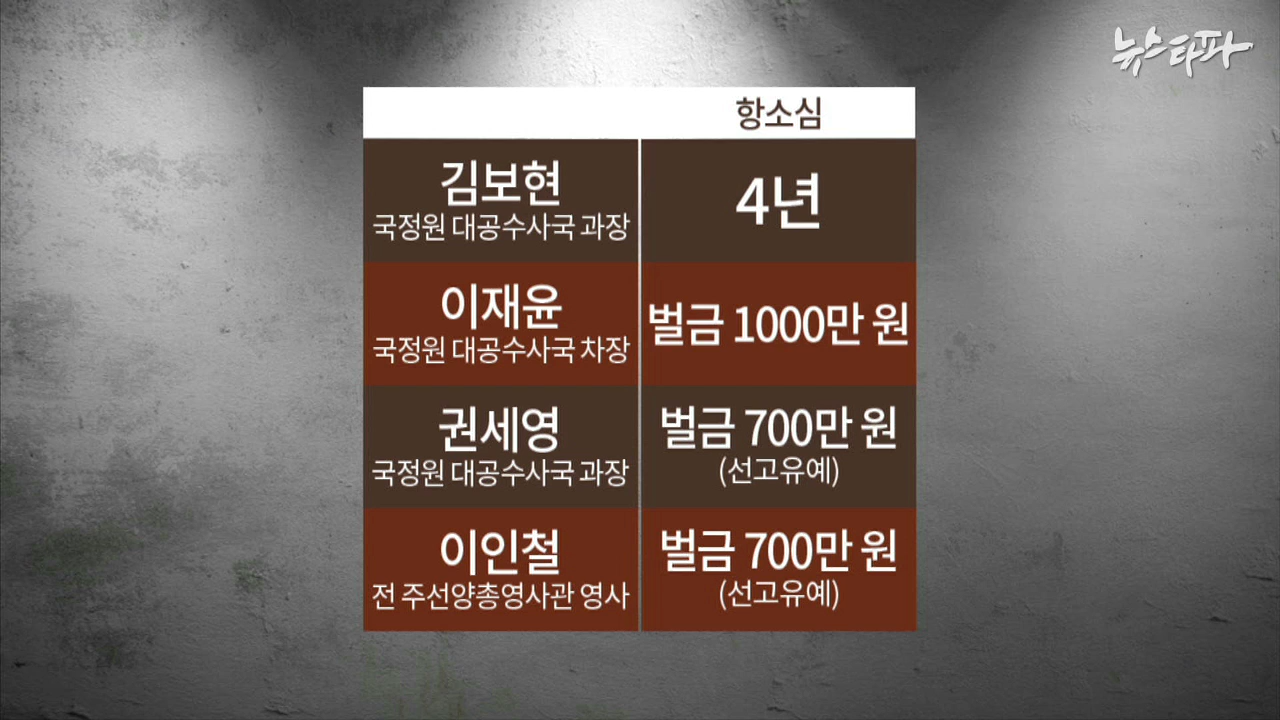 뉴스타파
항소심
김보현
국정원 대공수사국 과장
4년
이재윤
국정원 대공수사국 차장
벌금 1000만 원
권세영
국정원 대공수사국 과장
벌금 700만 원
(선고유예)
이인철
전 주선양총영사관 영사
벌금 700만 원
(선고유예)